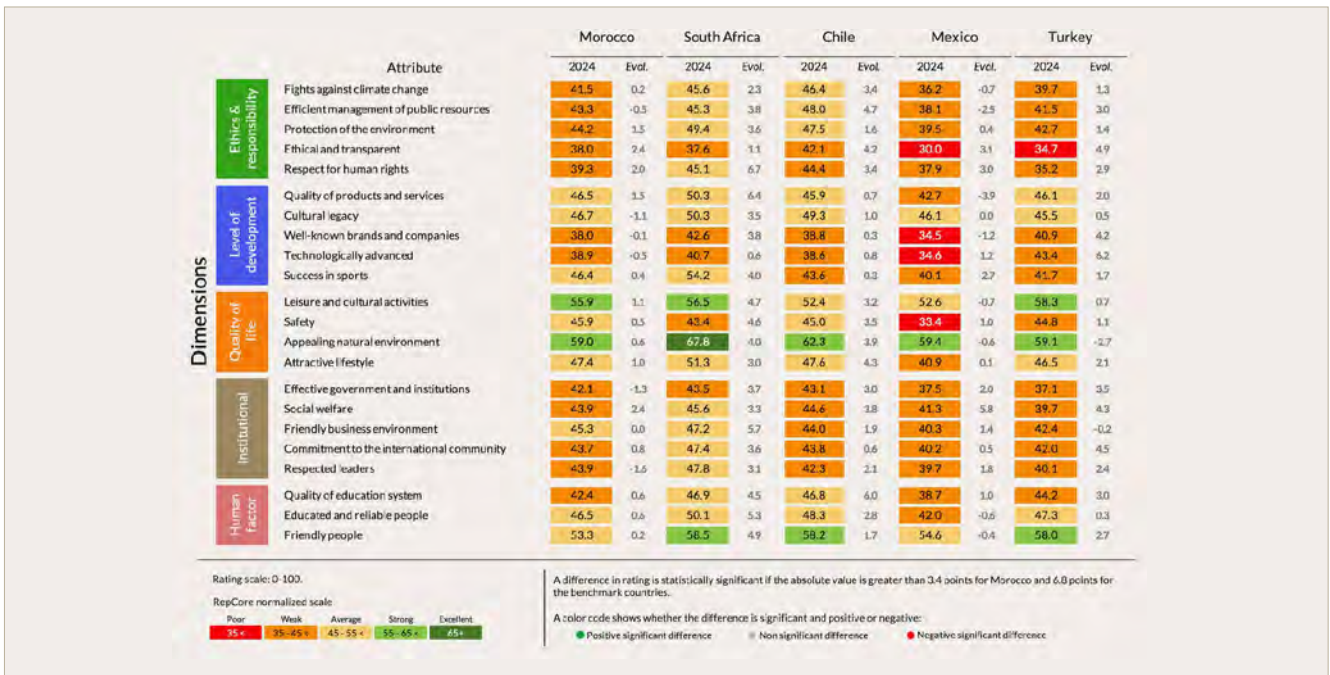 Morocco South Africa Chile Mexico Turkey
Attribute 2024 Evol. 2024 Evol. 2024 Evol. 2024 Evol. 2024 Evol.
Dimensions
Ethics & responsibility
Fights against climate change 41.5 0.2 45.6 2.3 46.4 3.4 36.2 -0.7 39.7 1.3
Efficient management of public resources 43.3 -0.5 45.3 3.8 48.0 4.7 38.1 -2.5 41.5 3.0
Protection of the environment 44.2 1.5 49.4 3.6 47.5 1.6 39.5 0.4 42.7 1.4
Ethical and transparent 38.0 2.4 37.6 1.1 42.1 4.2 30.0 3.1 34.7 4.9
Respect for human rights 39.3 2.0 45.1 6.7 44.4 3.4 37.9 3.0 35.2 2.9
Level of development
Quality of products and services 46.5 1.5 50.3 6.4 45.9 0.7 42.7 -3.9 46.1 2.0
Cultural legacy 46.7 -1.1 50.3 3.5 49.3 1.0 46.1 0.0 45.5 0.5
Well-known brands and companies 38.0 -0.1 42.6 3.8 38.8 0.3 34.5 -1.2 40.9 4.2
Technologically advanced 38.9 -0.5 40.7 0.6 38.6 0.8 34.6 1.2 43.4 6.2
Success in sports 46.4 0.4 54.2 4.0 43.6 0.3 40.1 2.7 41.7 1.7
Quality of life
Leisure and cultural activities 55.9 1.1 56.5 4.7 52.4 3.2 52.6 -0.7 58.3 0.7
Safety 45.9 0.5 43.4 4.6 45.0 3.5 33.4 1.0 44.8 1.1
Appealing natural environment 59.0 0.6 67.8 4.0 62.3 3.9 59.4 -0.6 59.1 -2.7
Attractive lifestyle 47.4 1.0 51.3 3.0 47.6 4.3 40.9 0.1 46.5 2.1
Institutional
Effective government and institutions 42.1 -1.3 43.5 3.7 43.1 3.0 37.5 2.0 37.1 3.5
Social welfare 43.9 2.4 45.6 3.3 44.6 3.8 41.3 5.8 39.7 4.3
Friendly business environment 45.3 0.0 47.2 5.7 44.0 1.9 40.3 1.4 42.4 -0.2
Commitment to the international community 43.7 0.8 47.4 3.6 43.8 0.6 40.2 0.5 42.0 4.5
Respected leaders 43.9 -1.6 47.8 3.1 42.3 2.1 39.7 1.8 40.1 2.4
Human factor
Quality of education system 42.4 0.6 46.9 4.5 46.8 6.0 38.7 1.0 44.2 3.0
Educated and reliable people 46.5 0.6 50.1 5.3 48.3 2.8 42.0 -0.6 47.3 0.3
Friendly people 53.3 0.2 58.5 4.9 58.2 1.7 54.6 -0.4 58.0 2.7
Rating scale: 0-100.
RepCore normalized scale
Poor Weak Average Strong Excellent
35 < 35 - 45 < 45 - 55 < 55 - 65 < 65+
A difference in rating is statistically significant if the absolute value is greater than 3.4 points for Morocco and 6.8 points for
the benchmark countries.
A color code shows whether the difference is significant and positive or negative:
Positive significant difference Non significant difference Negative significant difference